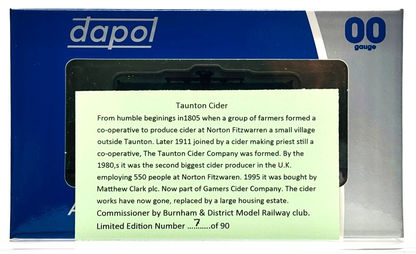 dapol
00
gauge
Taunton Cider
From humble beginings in1805 when a group of farmers formed a
co-operative to produce cider at Norton Fitzwarren a small village
outside Taunton. Later 1911 joined by a cider making priest still a
co-operative, The Taunton Cider Company was formed. By the
1980,s it was the second biggest cider producer in the U.K.
employing 550 people at Norton Fitzwaren. 1995 it was bought by
Matthew Clark plc. Now part of Gamers Cider Company. The cider
works have now gone, replaced by a large housing estate.
Commissioner by Burnham & District Model Railway club.
Limited Edition Number ....7.......of 90
A